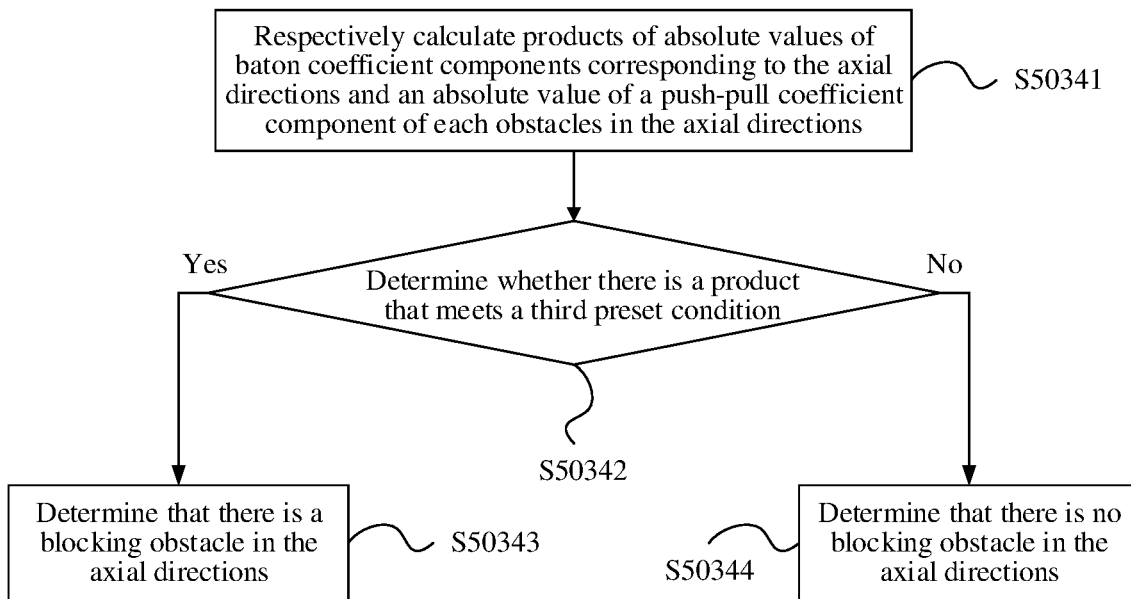 Respectively calculate products of absolute values of
baton coefficient components corresponding to the axial
directions and an absolute value of a push-pull coefficient
component of each obstacles in the axial directions
S50341
Yes
No
Determine whether there is a product
that meets a third preset condition
S50342
Determine that there is a
blocking obstacle in the
axial directions
S50343
S50344
Determine that there is no
blocking obstacle in the
axial directions